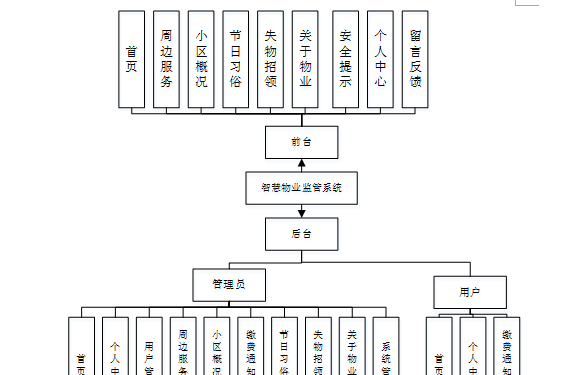 首页
周边服务
小区概况
节日习俗
失物招领
关于物业
安全提示
个人中心
留言反馈
前台
智慧物业监管系统
后台
管理员
用户
首页
个人中
用户管
周边服务
小区概况
缴费通知
节日习俗
失物招领
关于物业
系统管
首页
个人中
缴费通知